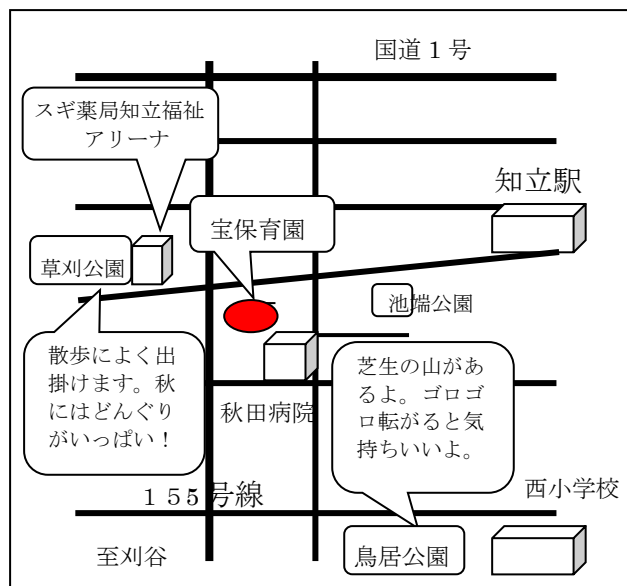 国道１号
スギ薬局知立福祉
アリーナ
知立駅
宝保育園
草刈公園
池端公園
散歩によく出
掛けます。秋
にはどんぐり
がいっぱい！
芝生の山があ
るよ。ゴロゴ
ロ転がると気
持ちいいよ。
秋田病院
１５５号線
西小学校
至刈谷
鳥居公園